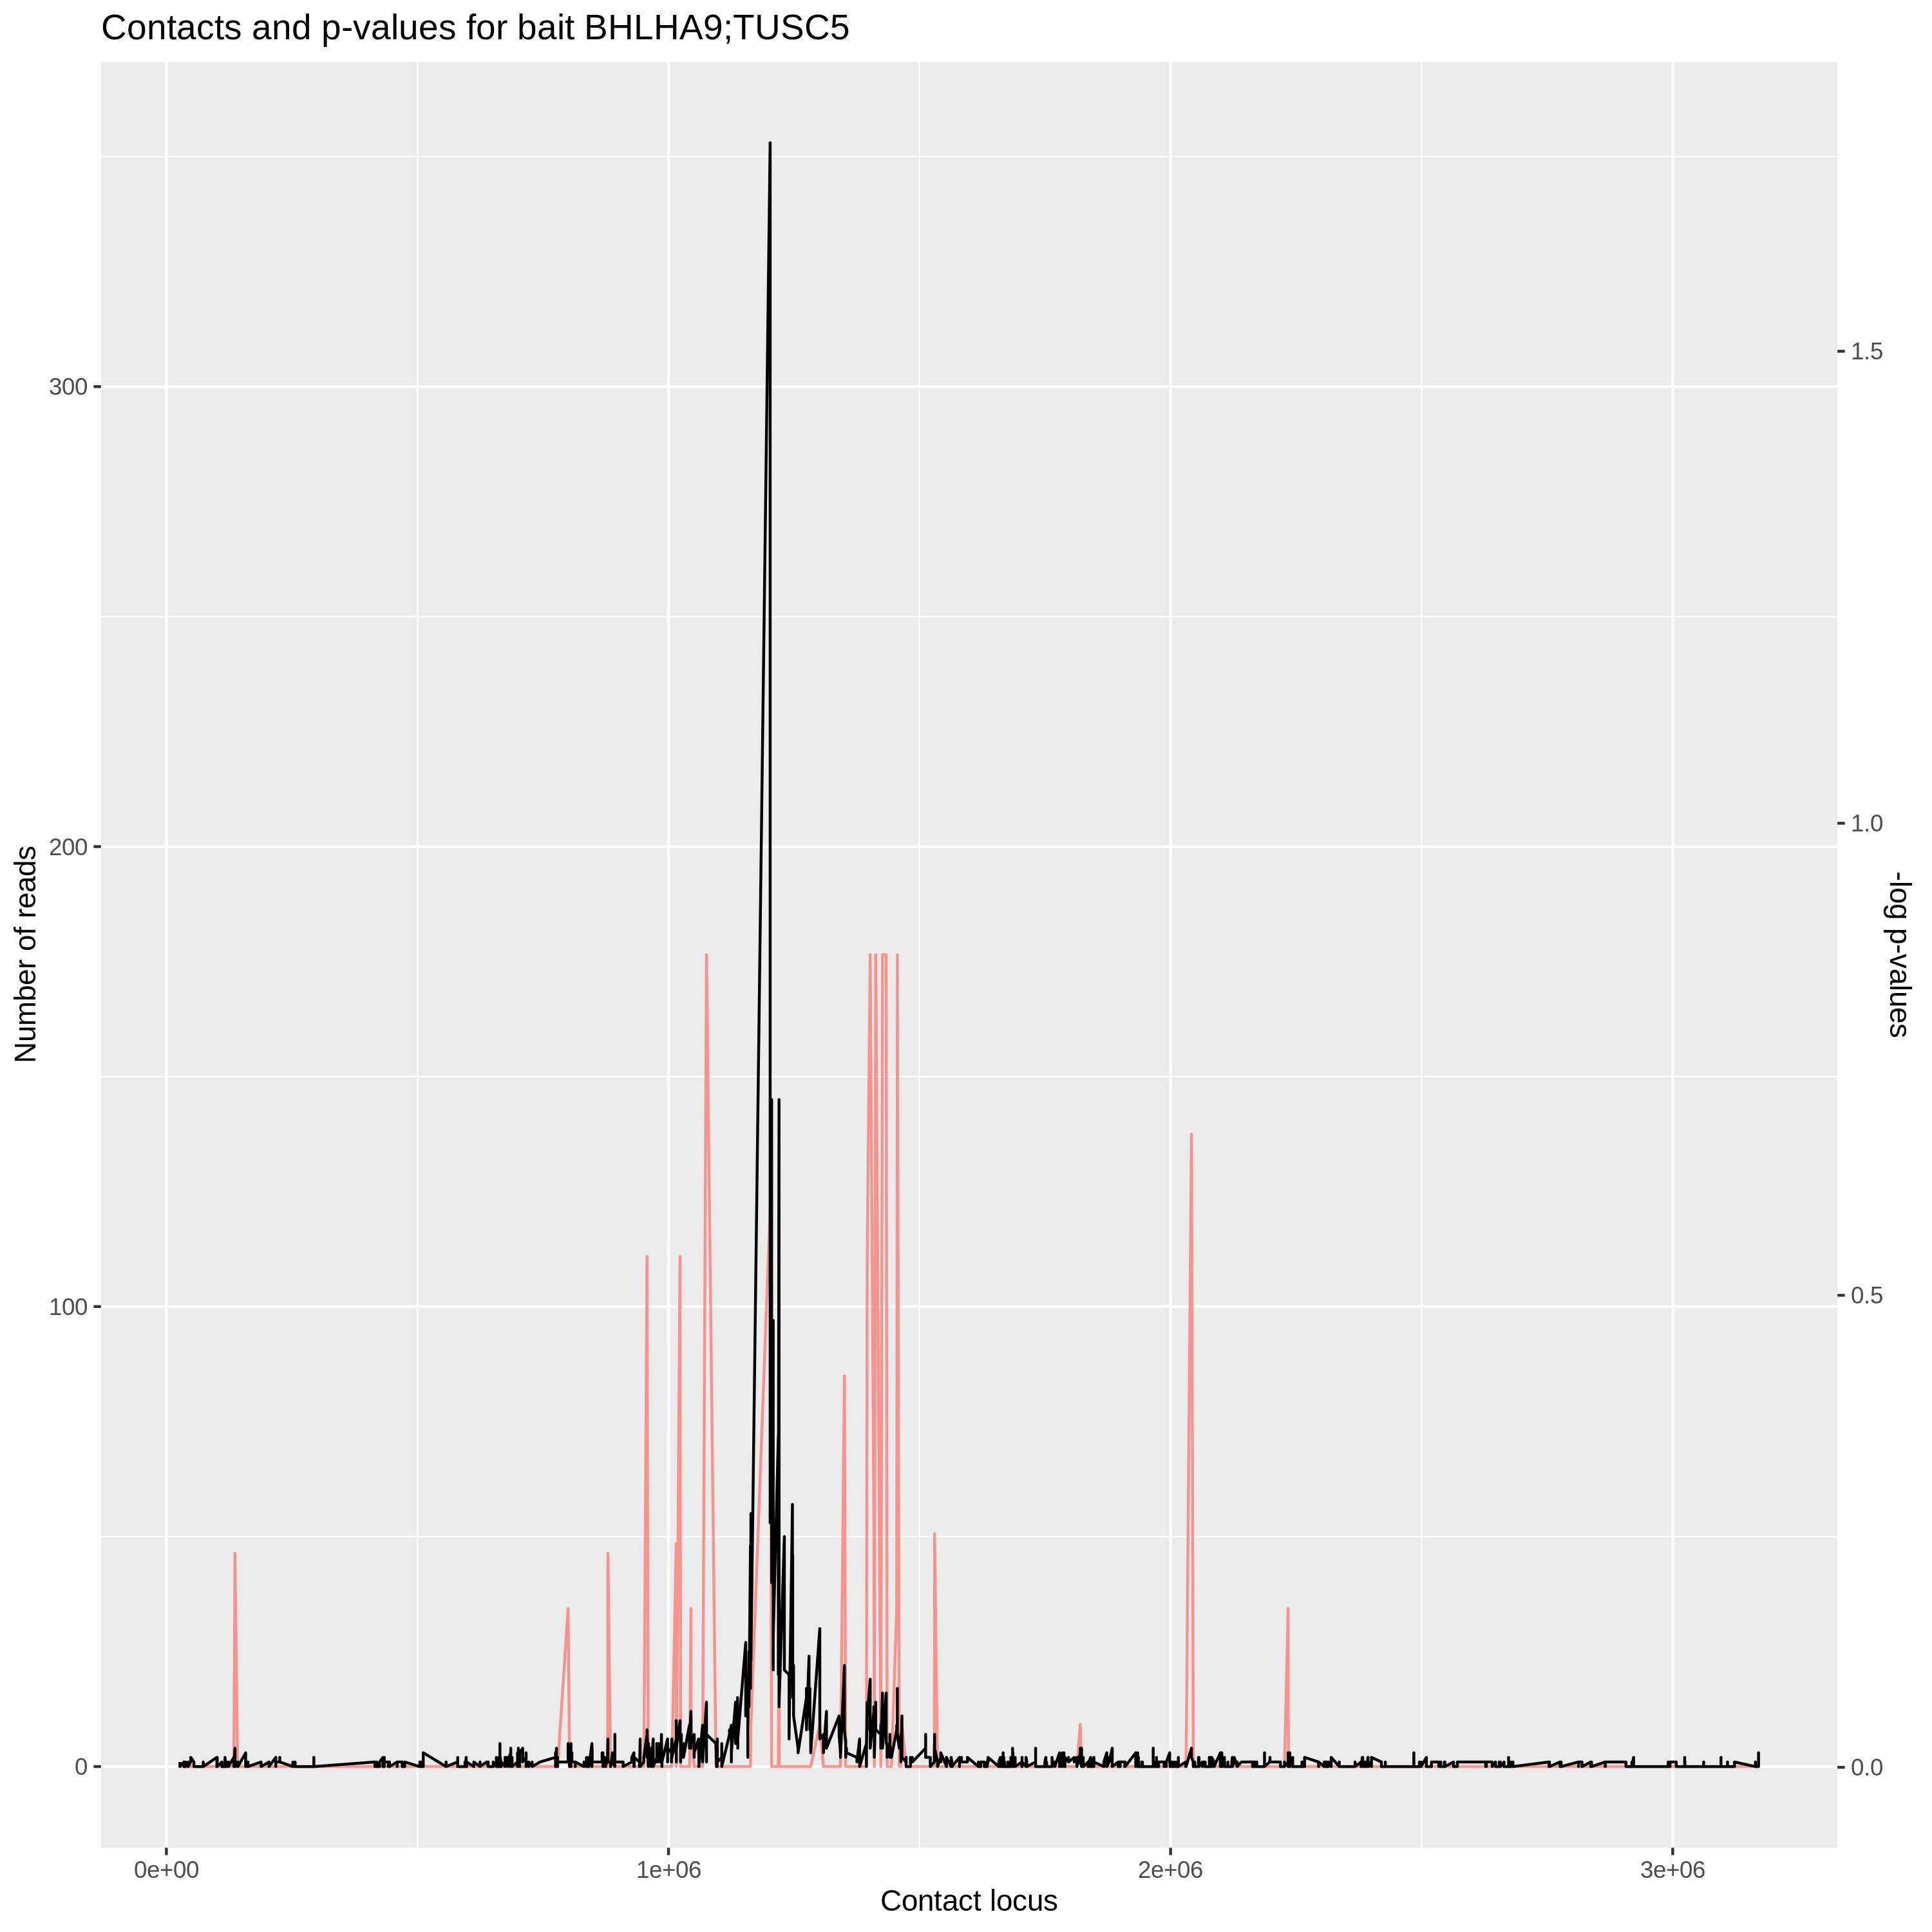 Contacts and p-values for bait BHLHA9;TUSC5
Number of reads
300
200
100
0
1.5
1.0
0.5
0.0
-log p-values
0e+00
1e+06
2e+06
3e+06
Contact locus